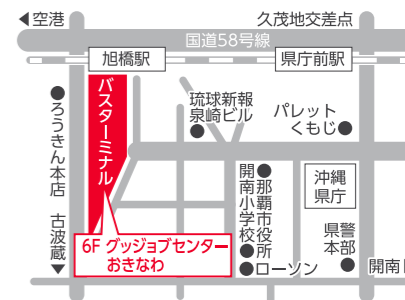 ◀空港
久茂地交差点
国道58号線
旭橋駅
県庁前駅
バスターミナル
琉球新報
泉崎ビル
パレット
くもじ
ろうきん本店
古波蔵
開南小学校
那覇市役所
沖縄
県庁
県警
本部
6F グッジョブセンター
おきなわ
ローソン
開南